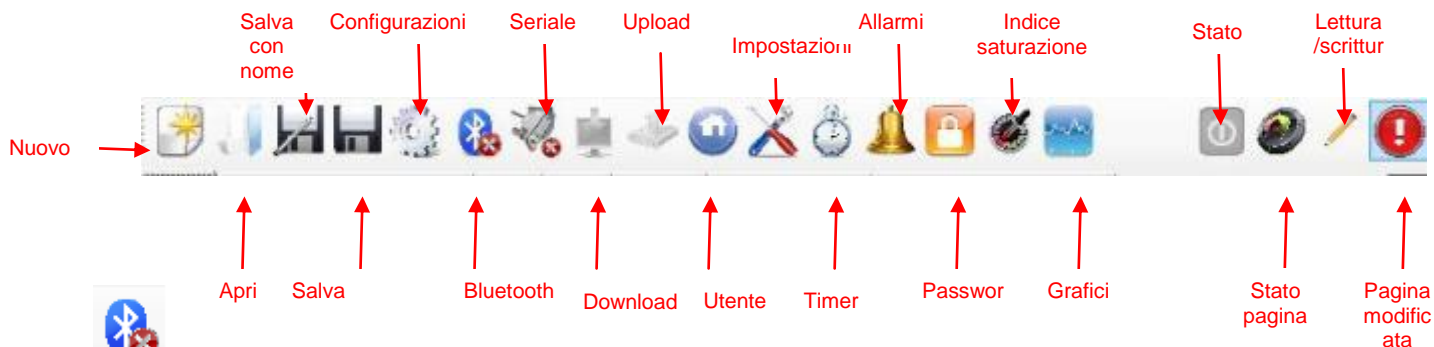 Salva
con
nome
Configurazioni
Seriale
Upload
Impostazioni
Allarmi
Indice
saturazione
Stato
Lettura
/scrittur
Nuovo
Apri
Salva
Bluetooth
Download
Utente
Timer
Passwor
Grafici
Stato
pagina
Pagina
modific
ata